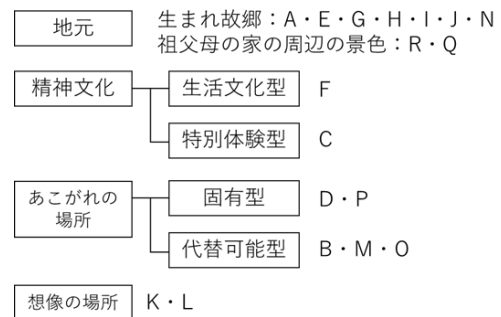 地元
生まれ故郷：A・E・G・H・I・J・N
祖父母の家の周辺の景色：R・Q
精神文化
生活文化型
F
特別体験型
C
あこがれの
場所
固有型
D・P
代替可能型
B・M・O
想像の場所
K・L